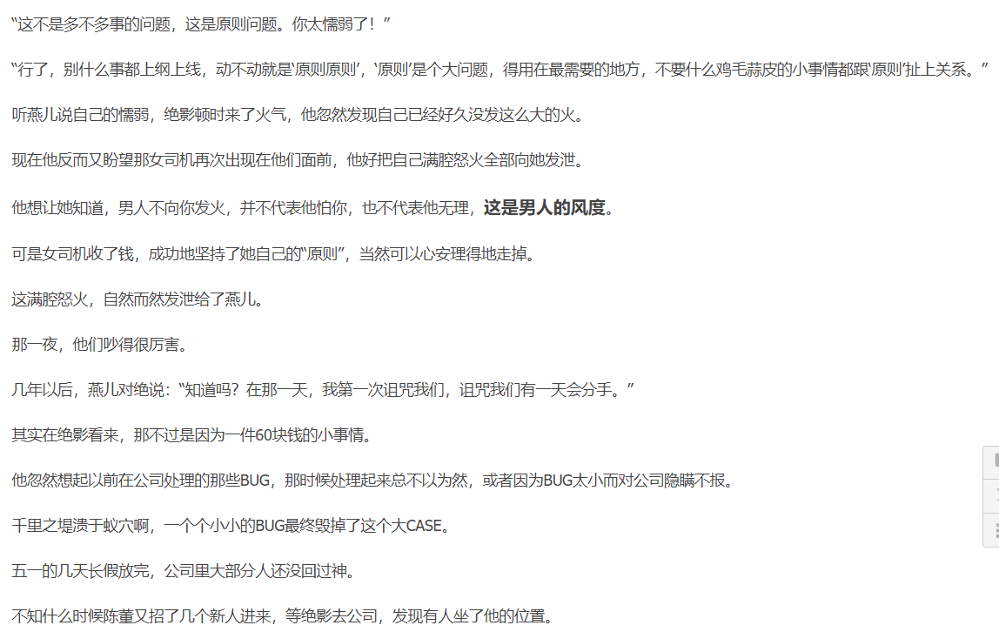 “这不是多不多事的问题，这是原则问题。你太懦弱了！”
“行了，别什么事都上纲上线，动不动就是‘原则原则’，‘原则’是个大问题，得用在最需要的地方，不要什么鸡毛蒜皮的小事情都跟‘原则’扯上关系。”
听燕儿说自己的懦弱，绝影顿时来了火气，他忽然发现自己已经好久没发这么大的火。
现在他反而又盼望那女司机再次出现在他们面前，他好把自己满腔怒火全部向她发泄。
他想让她知道，男人不向你发火，并不代表他怕你，也不代表他无理，这是男人的风度。
可是女司机收了钱，成功地坚持了她自己的“原则”，当然可以心安理得地走掉。
这满腔怒火，自然而然发泄给了燕儿。
那一夜，他们吵得很厉害。
几年以后，燕儿对绝说：“知道吗？在那一天，我第一次诅咒我们，诅咒我们有一天会分手。”
其实在绝影看来，那不过是因为一件60块钱的小事情。
他忽然想起以前在公司处理的那些BUG，那时候处理起来总不以为然，或者因为BUG太小而对公司隐瞒不报。
千里之堤溃于蚁穴啊，一个个小小的BUG最终毁掉了这个大CASE。
五一的几天长假放完，公司里大部分人还没回过神。
不知什么时候陈董又招了几个新人进来，等绝影去公司，发现有人坐了他的位置。